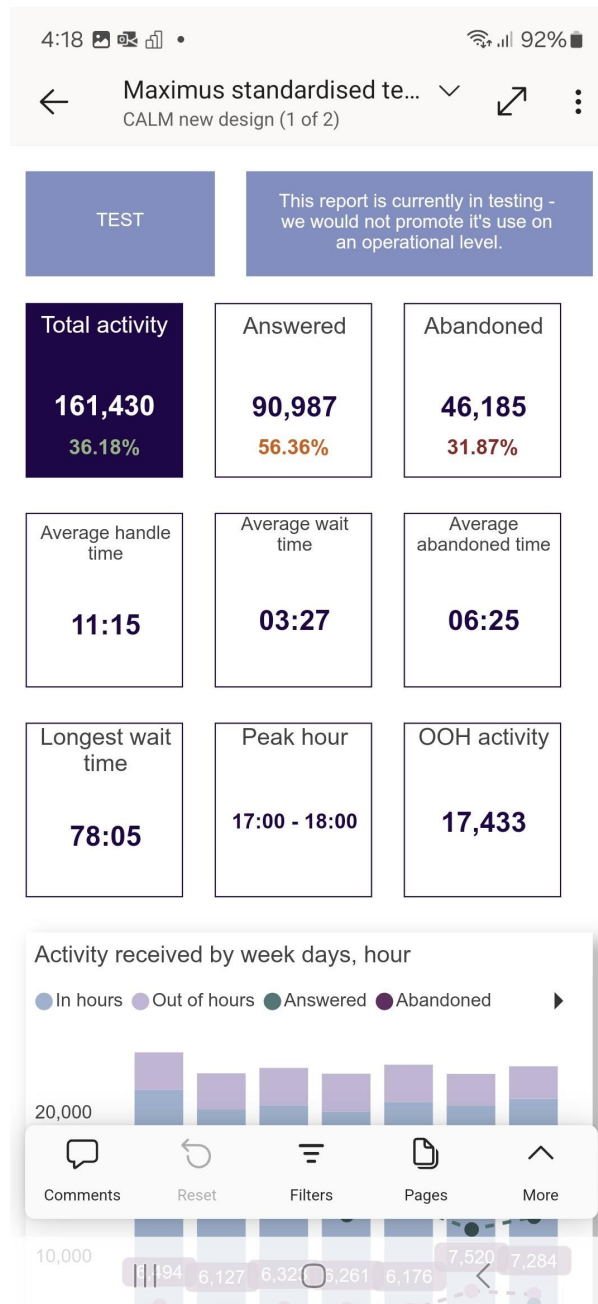 4:18
92%
Maximus standardised te...
CALM new design (1 of 2)
TEST
This report is currently in testing -
we would not promote it's use on
an operational level.
Total activity
161,430
36.18%
Answered
90,987
56.36%
Abandoned
46,185
31.87%
Average handle
time
11:15
Average wait
time
03:27
Average
abandoned time
06:25
Longest wait
time
78:05
Peak hour
17:00 - 18:00
OOH activity
17,433
Activity received by week days, hour
In hours Out of hours Answered Abandoned
20,000
Comments Reset Filters Pages More
10,000
6,127 6,261 6,176 7,520 7,284